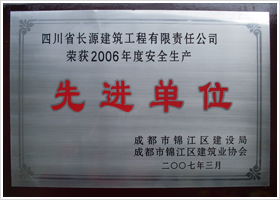 四川省长源建筑工程有限责任公司
荣获2006年度安全生产
先进单位
成都市锦江区建设局
成都市锦江区建筑业协会
二〇〇七年三月